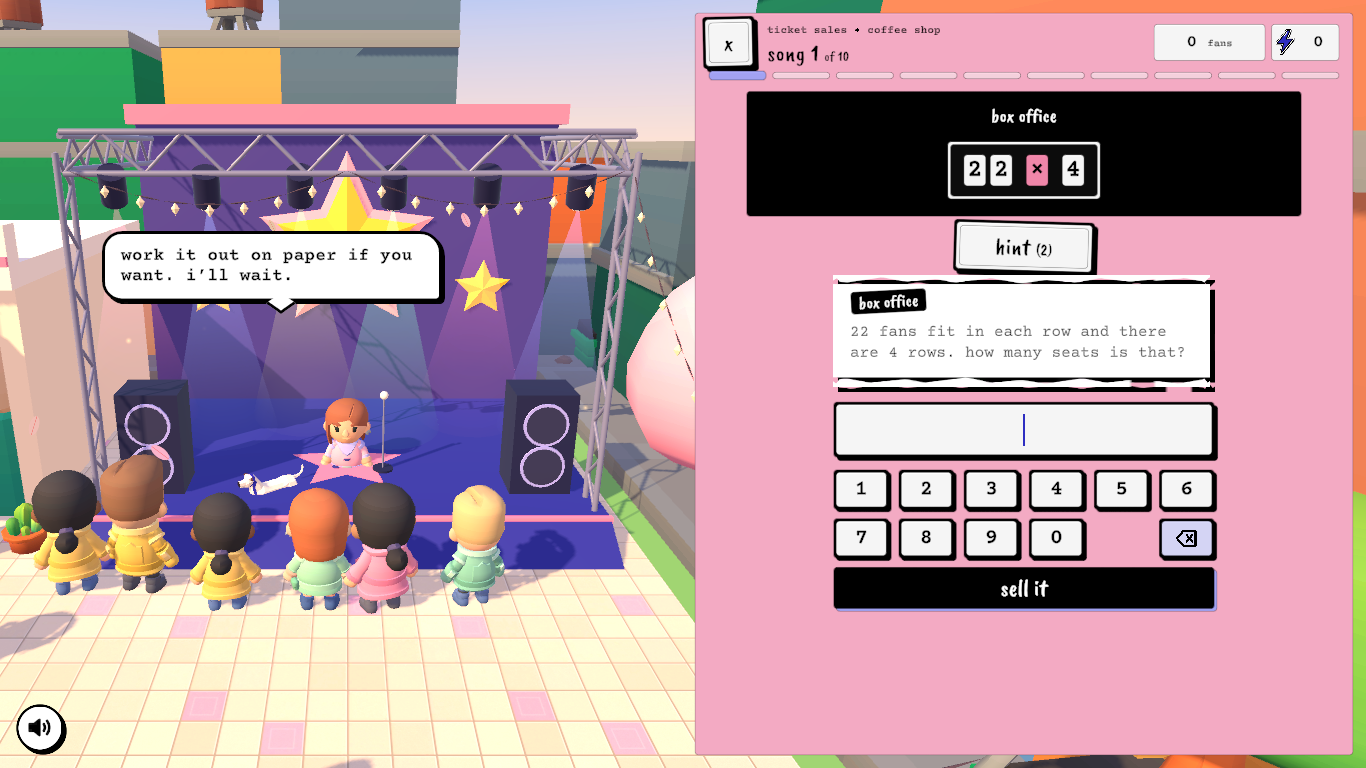 work it out on paper if you
want. i'll wait.
x
ticket sales • coffee shop
song 1 of 10
0 fans
0
box office
22 × 4
hint (2)
box office
22 fans fit in each row and there
are 4 rows. how many seats is that?
1 2 3 4 5 6
7 8 9 0
sell it